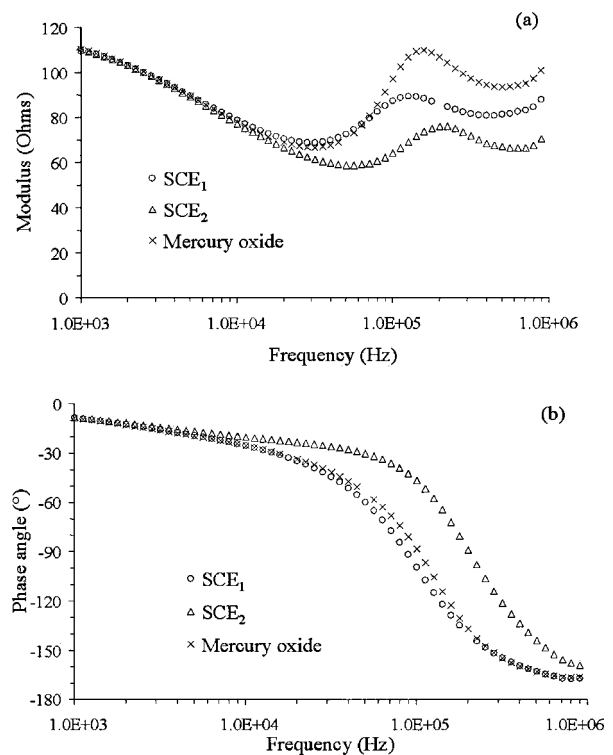 (a)
120
100
80
60
40
20
0
Modulus (Ohms)
SCE₁
SCE₂
Mercury oxide
1.0E+03 1.0E+04 1.0E+05 1.0E+06
Frequency (Hz)
(b)
0
-30
-60
-90
-120
-150
-180
Phase angle (°)
SCE₁
SCE₂
Mercury oxide
1.0E+03 1.0E+04 1.0E+05 1.0E+06
Frequency (Hz)